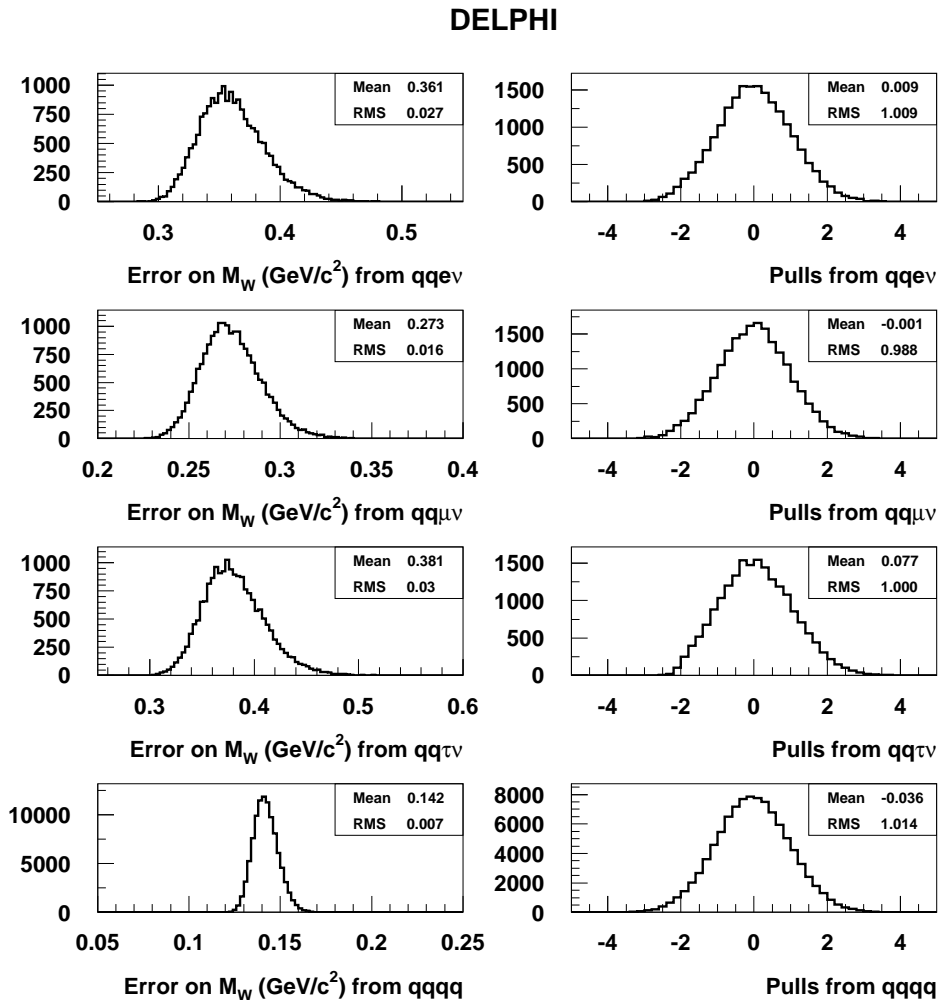 DELPHI
1000
750
500
250
0
Mean 0.361
RMS 0.027
0.3 0.4 0.5
Error on M_W (GeV/c²) from qqeν
1500
1000
500
0
Mean 0.009
RMS 1.009
-4 -2 0 2 4
Pulls from qqeν
1000
750
500
250
0
Mean 0.273
RMS 0.016
0.2 0.25 0.3 0.35 0.4
Error on M_W (GeV/c²) from qqμν
1500
1000
500
0
Mean -0.001
RMS 0.988
-4 -2 0 2 4
Pulls from qqμν
1000
750
500
250
0
Mean 0.381
RMS 0.03
0.3 0.4 0.5 0.6
Error on M_W (GeV/c²) from qqτν
1500
1000
500
0
Mean 0.077
RMS 1.000
-4 -2 0 2 4
Pulls from qqτν
10000
5000
0
Mean 0.142
RMS 0.007
0.05 0.1 0.15 0.2 0.25
Error on M_W (GeV/c²) from qqqq
8000
6000
4000
2000
0
Mean -0.036
RMS 1.014
-4 -2 0 2 4
Pulls from qqqq